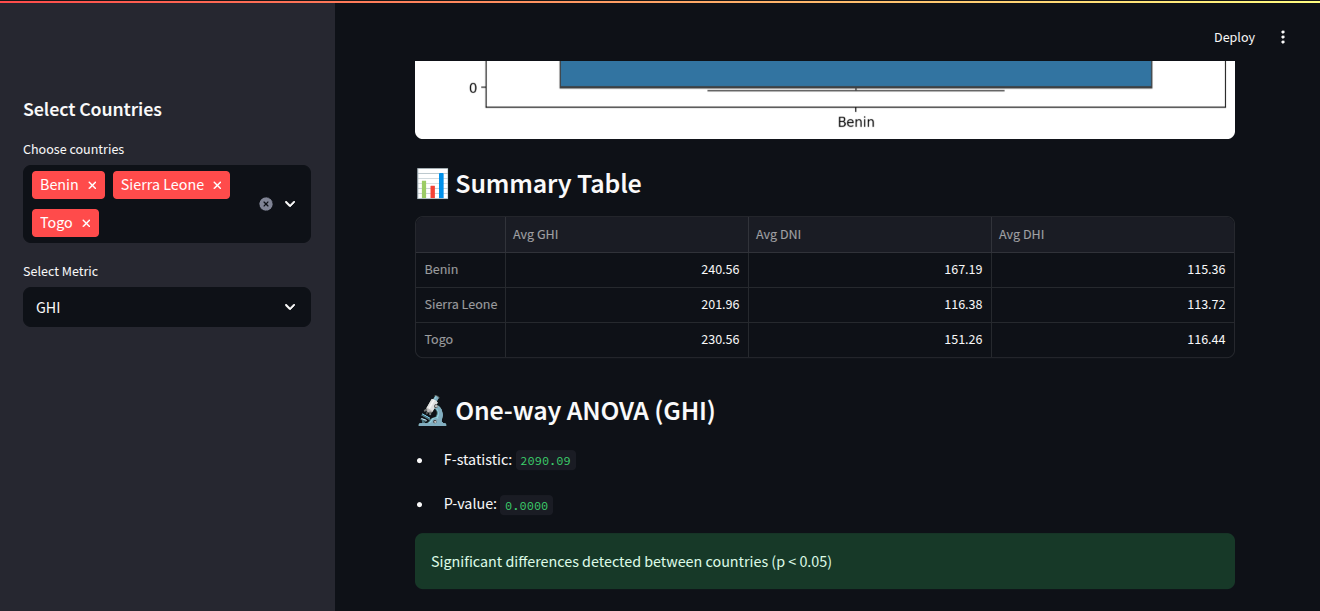 Deploy
Select Countries
Choose countries
Benin × Sierra Leone ×
Togo ×
Select Metric
GHI
0
Benin
Summary Table
Avg GHI Avg DNI Avg DHI
Benin 240.56 167.19 115.36
Sierra Leone 201.96 116.38 113.72
Togo 230.56 151.26 116.44
One-way ANOVA (GHI)
• F-statistic: 2090.09
• P-value: 0.0000
Significant differences detected between countries (p < 0.05)